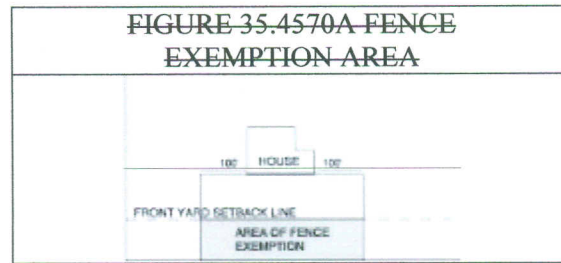 FIGURE 35.4570A FENCE
EXEMPTION AREA
100' HOUSE 100'
FRONT YARD SETBACK LINE
AREA OF FENCE
EXEMPTION